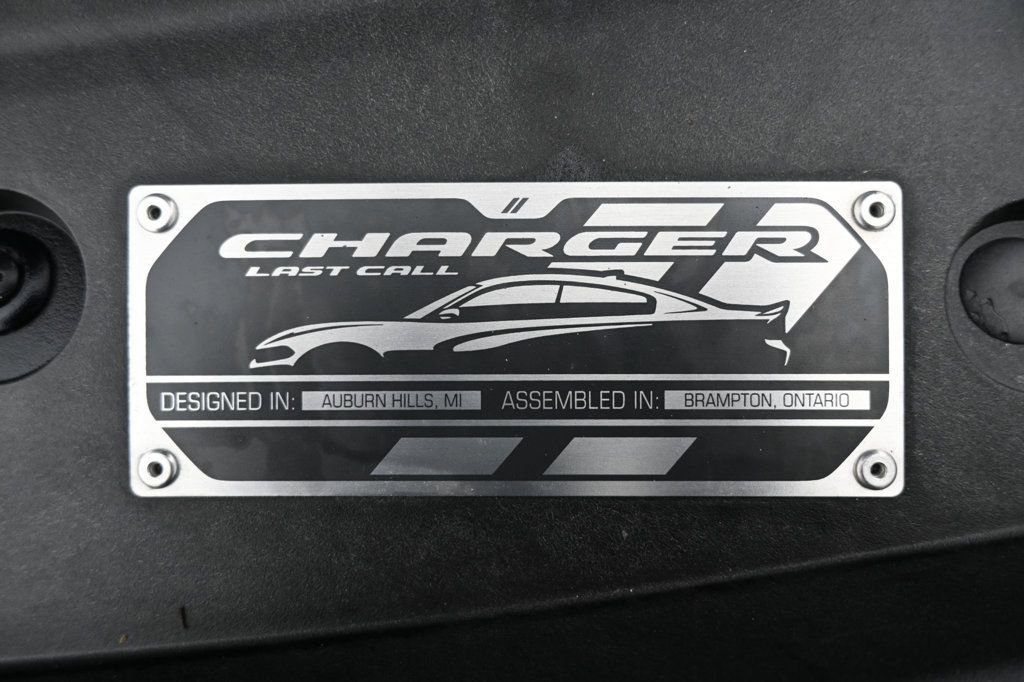 CHARGER
LAST CALL
DESIGNED IN: AUBURN HILLS, MI ASSEMBLED IN: BRAMPTON, ONTARIO